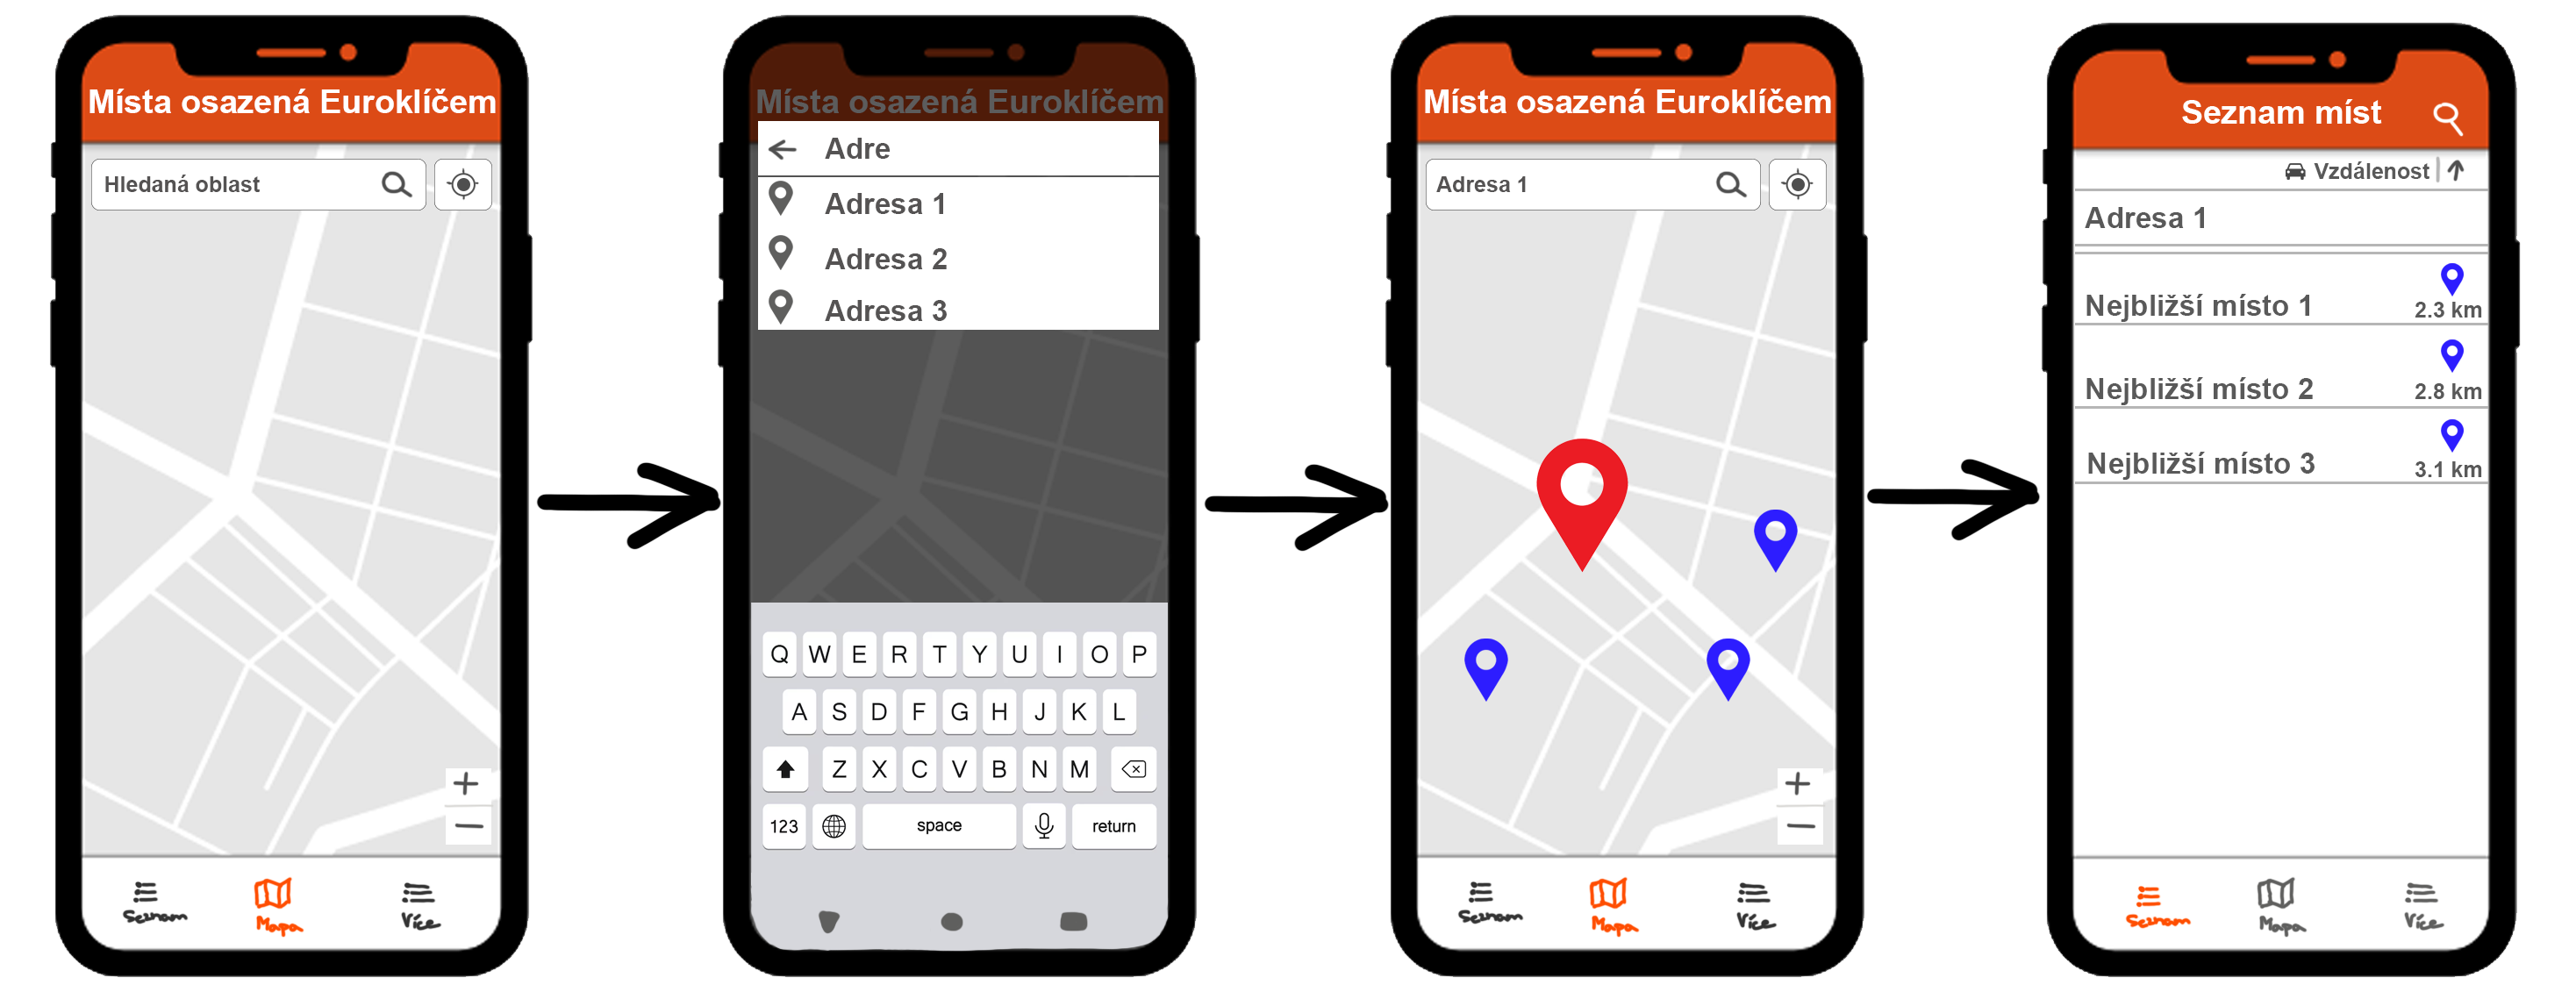 Místa osazená Euroklíčem
Hledaná oblast
+
−
Seznam
Mapa
Více
Místa osazená Euroklíčem
Adre
Adresa 1
Adresa 2
Adresa 3
Q W E R T Y U I O P
A S D F G H J K L
Z X C V B N M
123 space return
Místa osazená Euroklíčem
Adresa 1
+
−
Seznam
Mapa
Více
Seznam míst
Vzdálenost
Adresa 1
Nejbližší místo 1 2.3 km
Nejbližší místo 2 2.8 km
Nejbližší místo 3 3.1 km
Seznam
Mapa
Více